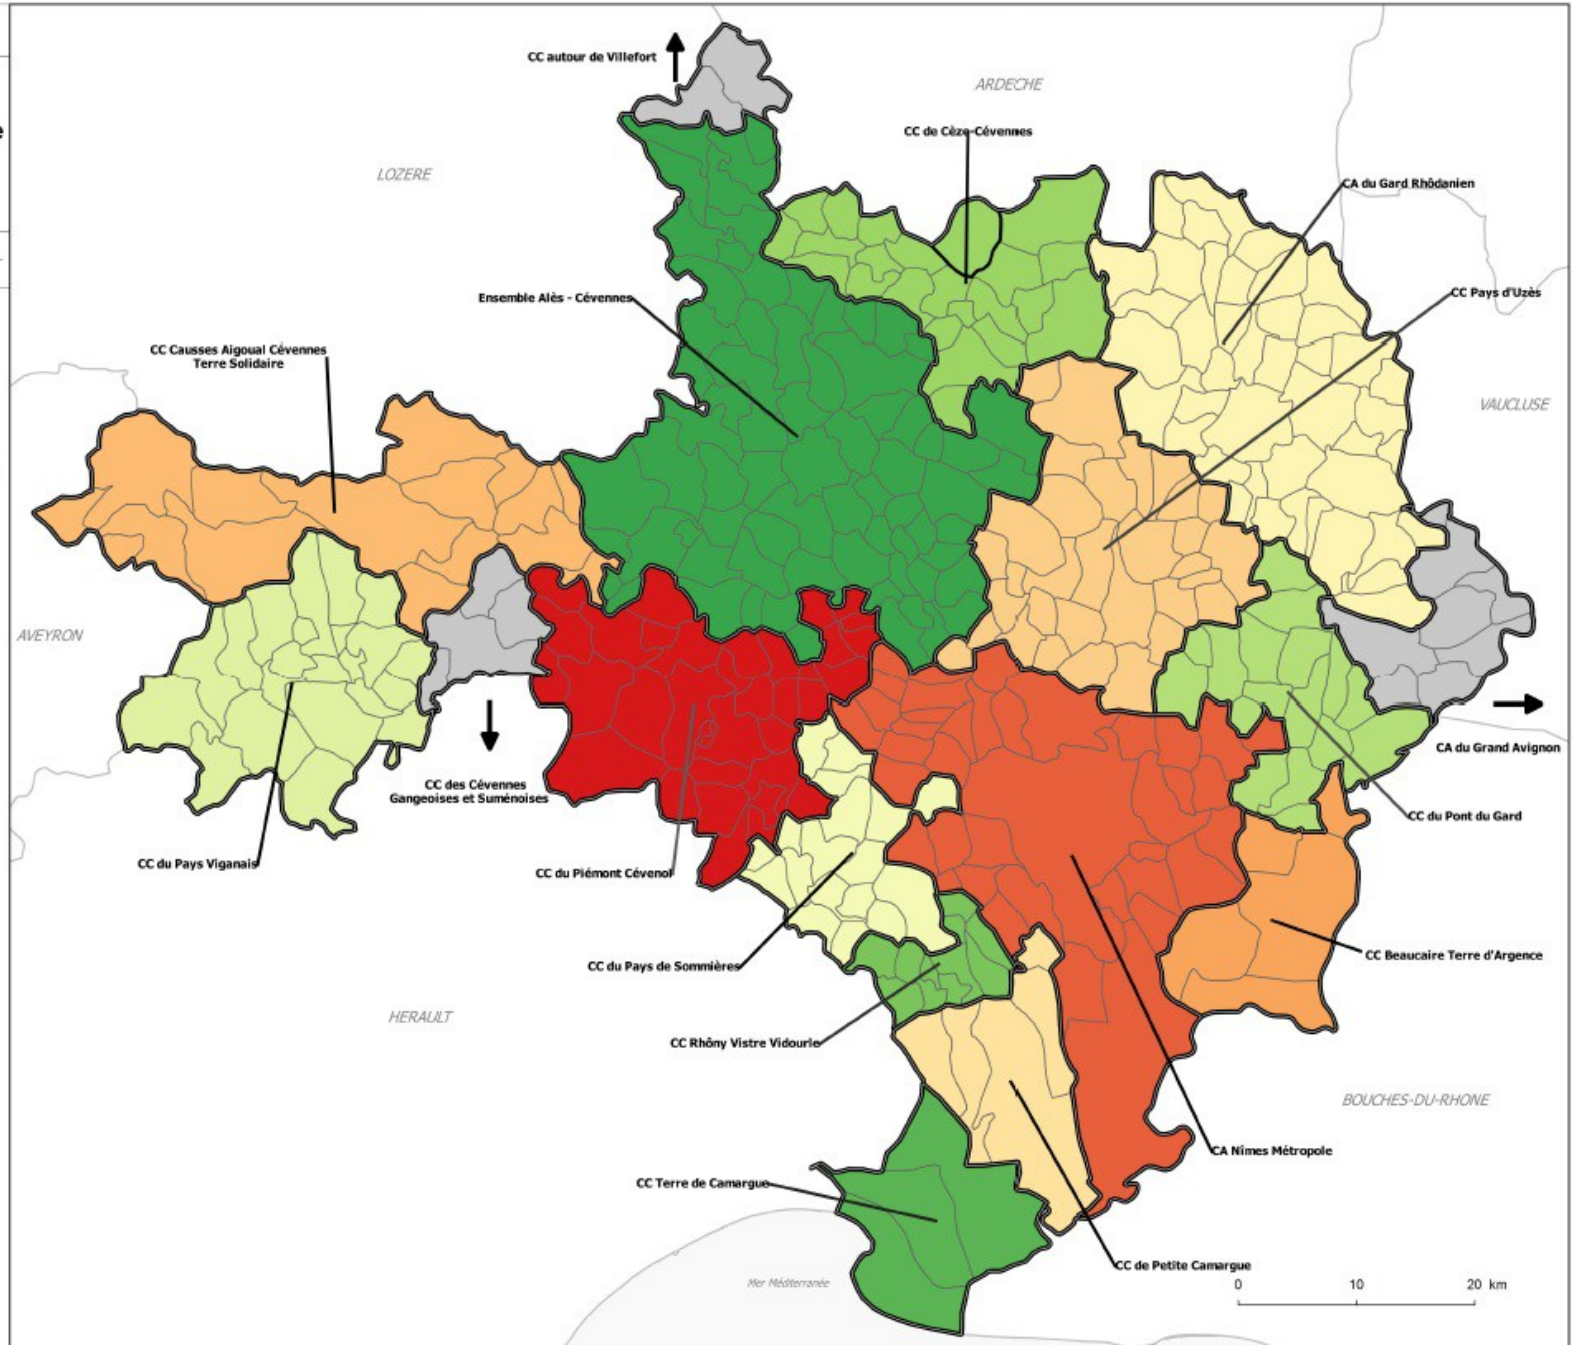 CC autour de Villefort
ARDECHE
e
CC de Cèze-Cévennes
LOZERE
CA du Gard Rhôdanien
CC Pays d'Uzès
Ensemble Alès - Cévennes
CC Causses Aigoual Cévennes
Terre Solidaire
VAUCLUSE
AVEYRON
CA du Grand Avignon
CC des Cévennes
Gangeoises et Suménoises
CC du Pont du Gard
CC du Pays Viganais
CC du Piémont Cévenol
CC Beaucaire Terre d'Argence
CC du Pays de Sommières
HERAULT
CC Rhôny Vistre Vidourle
BOUCHES-DU-RHONE
CA Nîmes Métropole
CC Terre de Camargue
CC de Petite Camargue
Mer Méditerranée
0 10 20 km